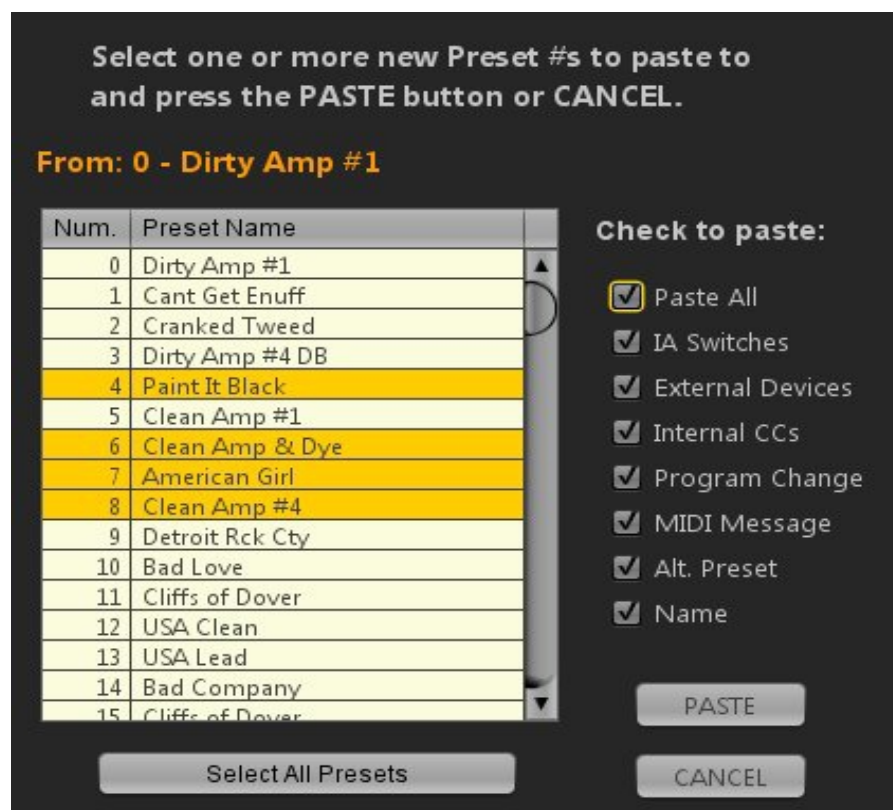 Select one or more new Preset #s to paste to
and press the PASTE button or CANCEL.
From: 0 - Dirty Amp #1
Num. Preset Name
0 Dirty Amp #1
1 Cant Get Enuff
2 Cranked Tweed
3 Dirty Amp #4 DB
4 Paint It Black
5 Clean Amp #1
6 Clean Amp & Dye
7 American Girl
8 Clean Amp #4
9 Detroit Rck Cty
10 Bad Love
11 Cliffs of Dover
12 USA Clean
13 USA Lead
14 Bad Company
15 Cliffs of Dover
Select All Presets
Check to paste:
Paste All
IA Switches
External Devices
Internal CCs
Program Change
MIDI Message
Alt. Preset
Name
PASTE
CANCEL